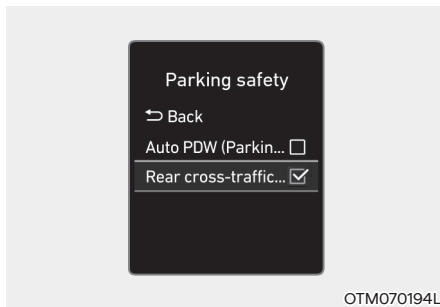 Parking safety
⮌ Back
Auto PDW (Parkin...
Rear cross-traffic...
OTM070194L